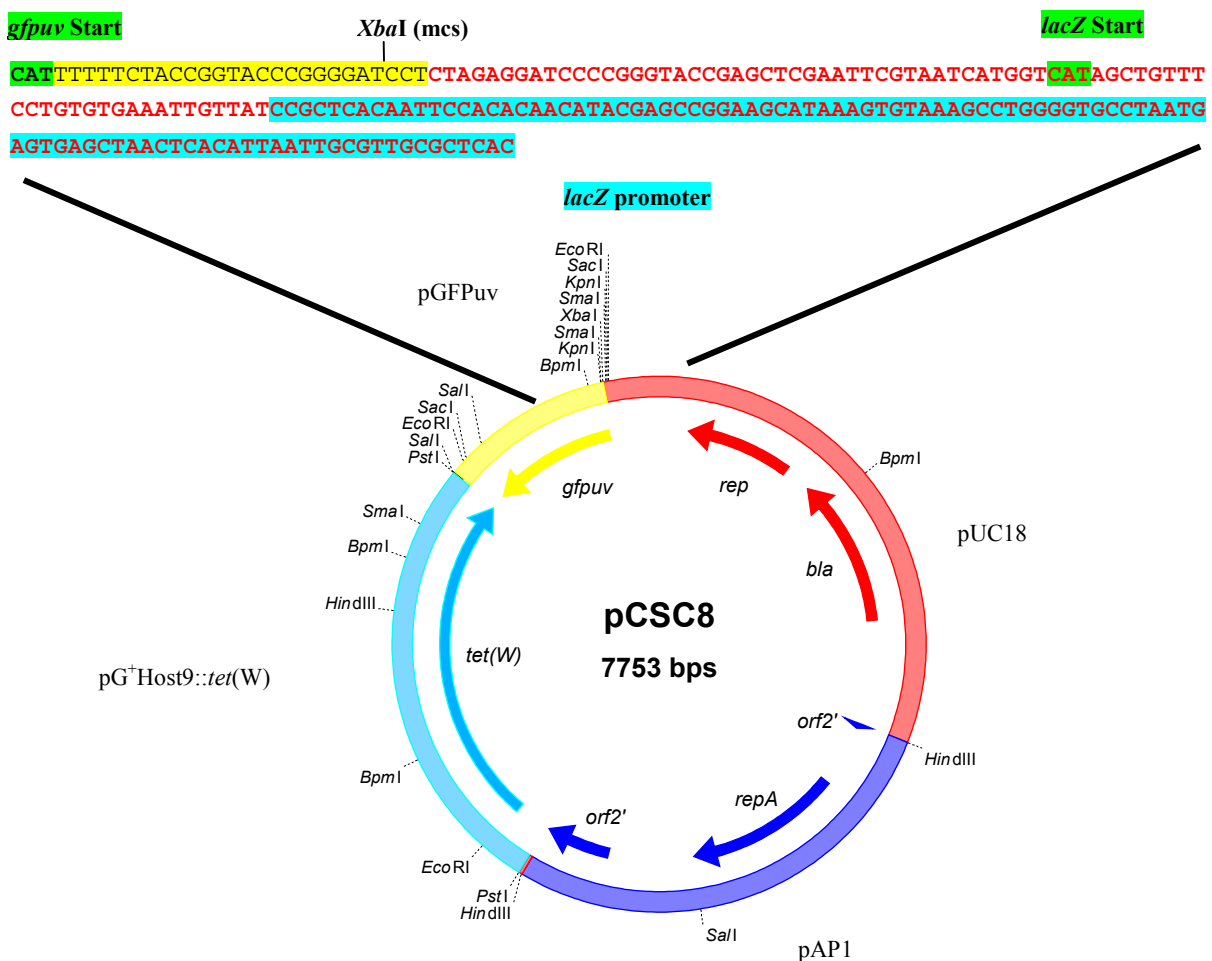 gfpuv Start
XbaI (mcs)
lacZ Start
CATTTTTTCTACCGGTACCCGGGGATCCTCTAGAGGATCCCCGGGTACCGAGCTCGAATTCGTAATCATGGTCATAGCTGTTT
CCTGTGTGAAATTGTTATCCGCTCACAATTCCACACAACATACGAGCCGGAAGCATAAAGTGTAAAGCCTGGGGTGCCTAATG
AGTGAGCTAACTCACATTAATTGCGTTGCGCTCAC
lacZ promoter
pGFPuv
EcoRI
SacI
KpnI
SmaI
XbaI
SmaI
KpnI
BpmI
SalI
SacI
EcoRI
SalI
PstI
SmaI
BpmI
HindIII
BpmI
EcoRI
PstI
HindIII
SalI
HindIII
BpmI
gfpuv
rep
bla
pUC18
pCSC8
7753 bps
tet(W)
pG+Host9::tet(W)
orf2'
repA
orf2'
pAP1